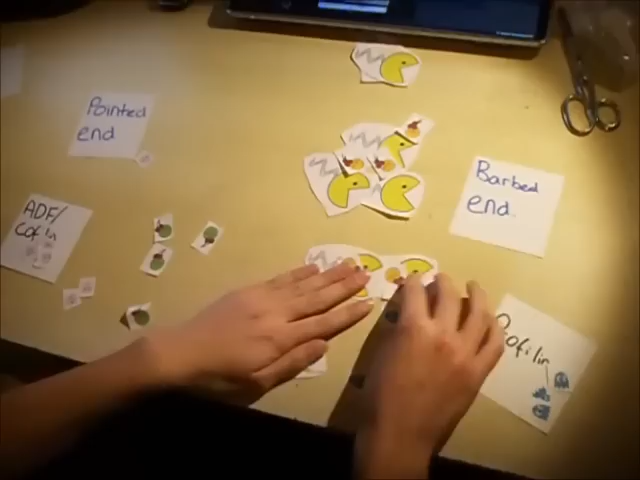 Pointed
end
Barbed
end.
ADF/
Cofilin
Cofilin